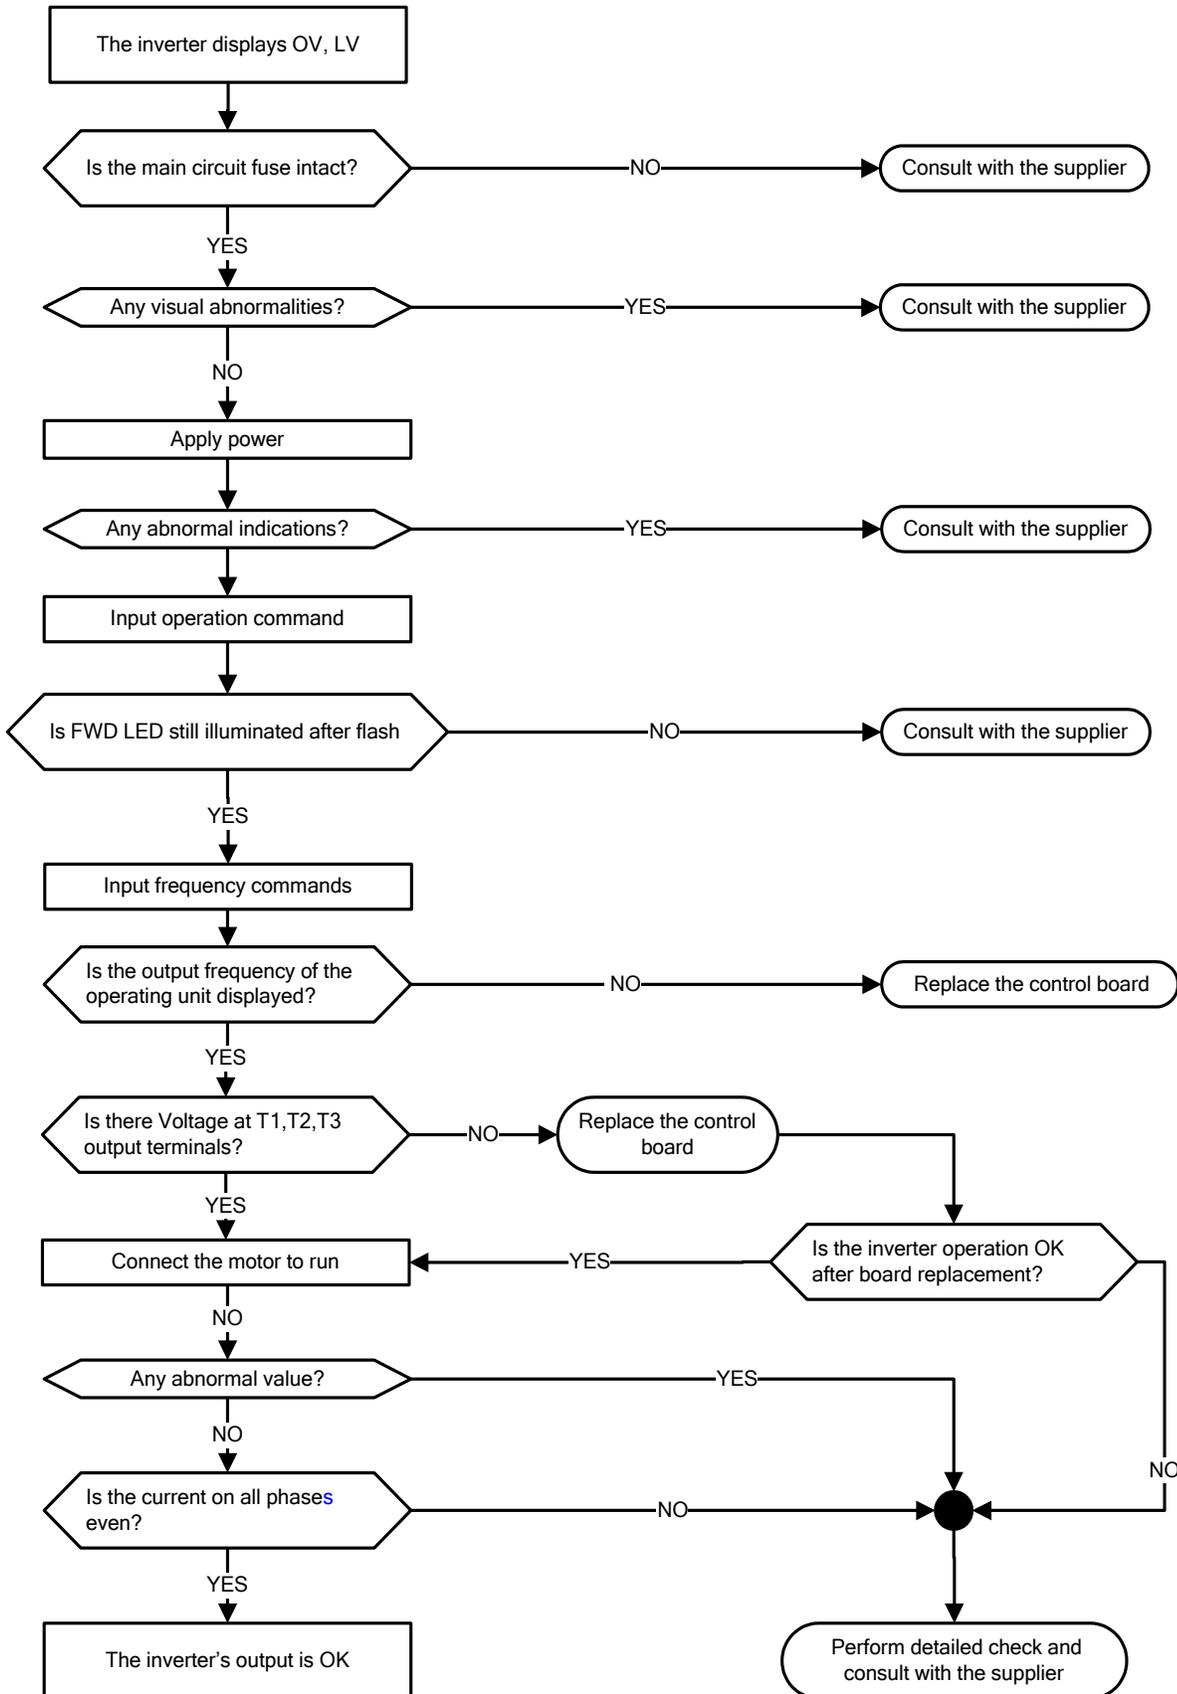 The inverter displays OV, LV
Is the main circuit fuse intact?
NO
Consult with the supplier
YES
Any visual abnormalities?
YES
Consult with the supplier
NO
Apply power
Any abnormal indications?
YES
Consult with the supplier
Input operation command
Is FWD LED still illuminated after flash
NO
Consult with the supplier
YES
Input frequency commands
Is the output frequency of the
operating unit displayed?
NO
Replace the control board
YES
Is there Voltage at T1,T2,T3
output terminals?
NO
Replace the control
board
YES
Connect the motor to run
YES
Is the inverter operation OK
after board replacement?
NO
Any abnormal value?
YES
NO
NO
Is the current on all phases
even?
NO
YES
The inverter’s output is OK
Perform detailed check and
consult with the supplier